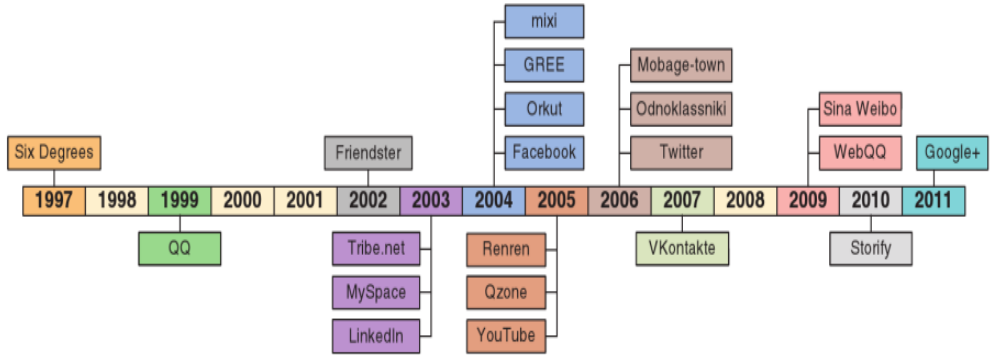 mixi
GREE
Mobage-town
Orkut
Odnoklassniki
Sina Weibo
Six Degrees
Friendster
Facebook
Twitter
WebQQ
Google+
1997 1998 1999 2000 2001 2002 2003 2004 2005 2006 2007 2008 2009 2010 2011
QQ
Tribe.net
Renren
VKontakte
Storify
MySpace
Qzone
LinkedIn
YouTube